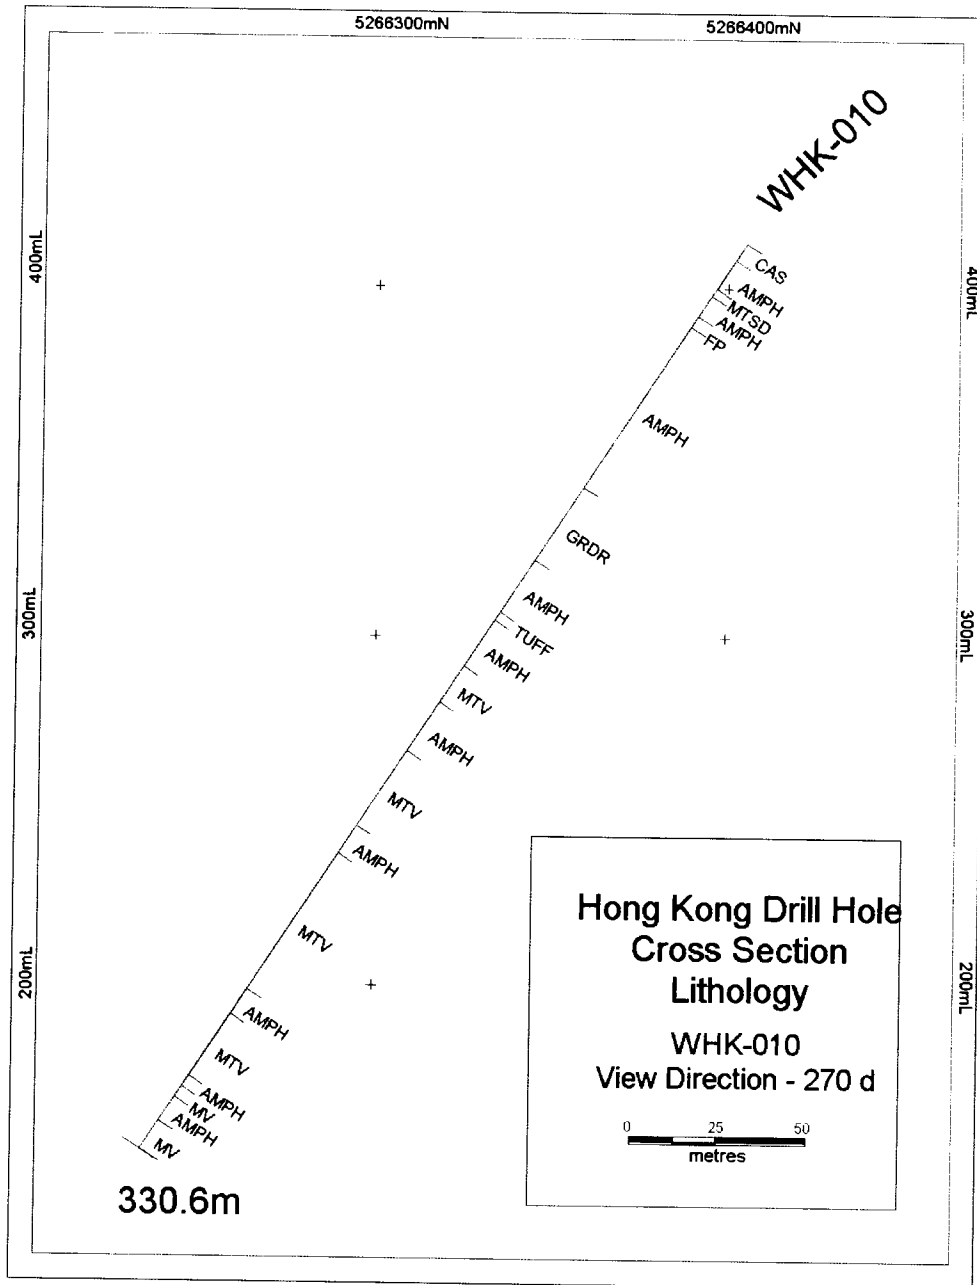 5266300mN
5266400mN
WHK-010
400mL
400mL
CAS
AMPH
MTSD
AMPH
FP
AMPH
GRDR
AMPH
300mL
300mL
TUFF
AMPH
MTV
AMPH
MTV
AMPH
MTV
200mL
200mL
AMPH
MTV
AMPH
MV
AMPH
MV
330.6m
Hong Kong Drill Hole
Cross Section
Lithology
WHK-010
View Direction - 270 d
0 25 50
metres